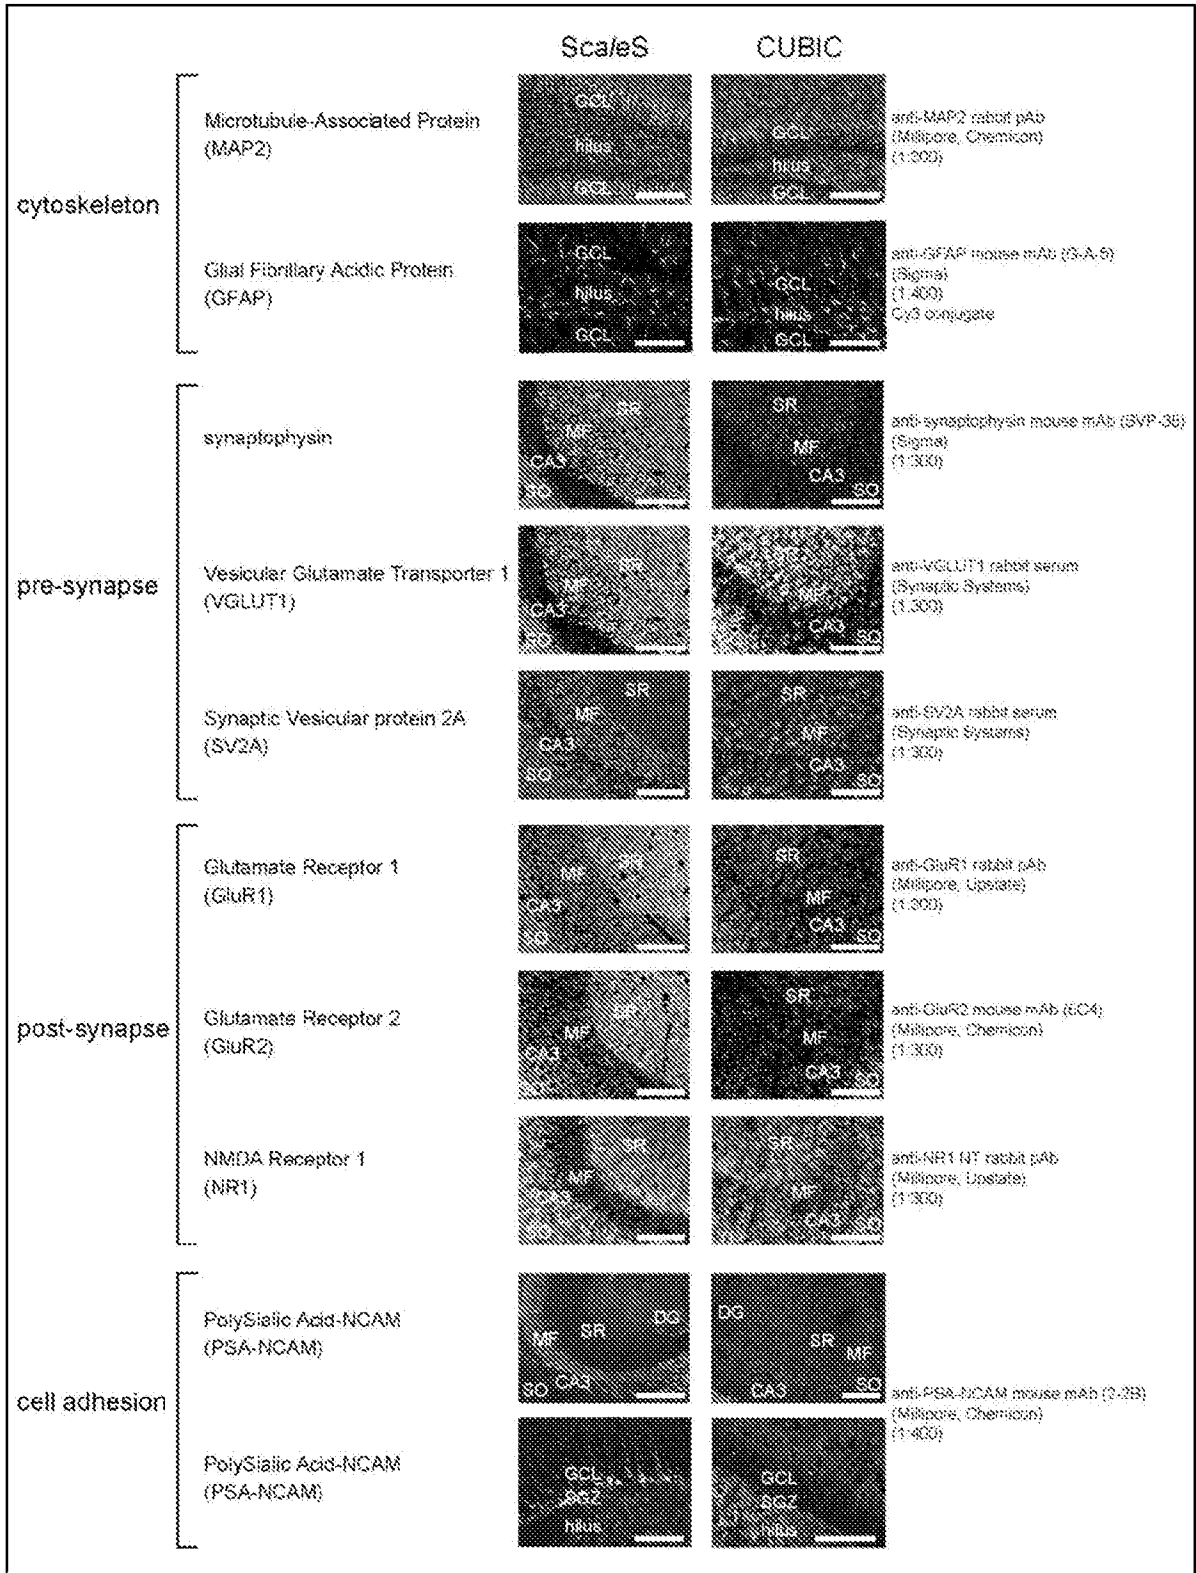 ScaleS CUBIC
cytoskeleton
Microtubule-Associated Protein
(MAP2)
GCL
hilus
GCL
GCL
hilus
GCL
anti-MAP2 rabbit pAb
(Millipore, Chemicon)
(1:200)
Glial Fibrillary Acidic Protein
(GFAP)
GCL
hilus
GCL
GCL
hilus
GCL
anti-GFAP mouse mAb (G-A-5)
(Sigma)
(1:400)
Cy3 conjugate
pre-synapse
synaptophysin
SR
MF
CA3
SO
SR
MF
CA3
SO
anti-synaptophysin mouse mAb (SVP-38)
(Sigma)
(1:300)
Vesicular Glutamate Transporter 1
(VGLUT1)
SR
MF
CA3
SO
SR
MF
CA3
SO
anti-VGLUT1 rabbit serum
(Synaptic Systems)
(1:300)
Synaptic Vesicular protein 2A
(SV2A)
SR
MF
CA3
SO
SR
MF
CA3
SO
anti-SV2A rabbit serum
(Synaptic Systems)
(1:300)
post-synapse
Glutamate Receptor 1
(GluR1)
SR
MF
CA3
SO
SR
MF
CA3
SO
anti-GluR1 rabbit pAb
(Millipore, Upstate)
Glutamate Receptor 2
(GluR2)
SR
MF
CA3
SR
MF
CA3
SO
anti-GluR2 mouse mAb (6C4)
(Millipore, Chemicon)
(1:300)
NMDA Receptor 1
(NR1)
SR
MF
CA3
SO
SR
MF
CA3
SO
anti-NR1 NT rabbit pAb
(Millipore, Upstate)
(1:300)
cell adhesion
PolySialic Acid-NCAM
(PSA-NCAM)
DG
SR
MF
CA3
SO
DG
SR
MF
CA3
SO
anti-PSA-NCAM mouse mAb (2-2B)
(Millipore, Chemicon)
(1:400)
PolySialic Acid-NCAM
(PSA-NCAM)
GCL
SGZ
hilus
GCL
SGZ
hilus